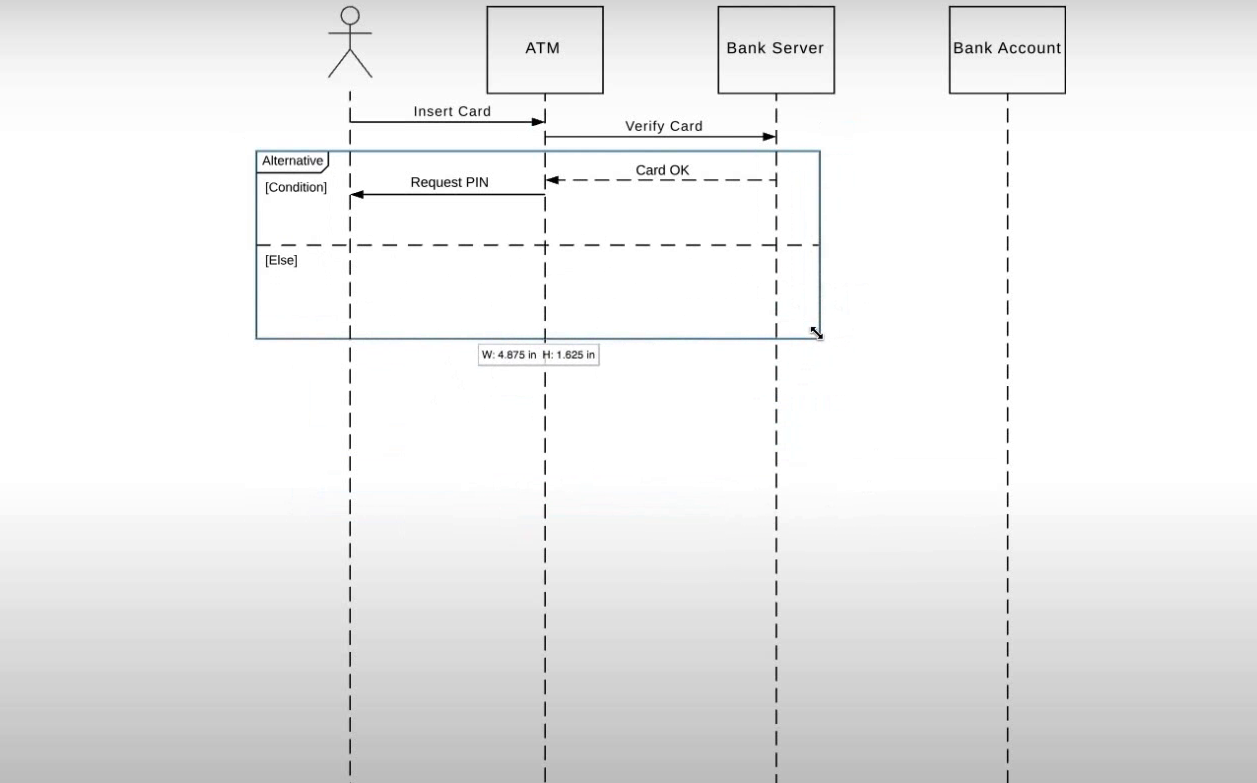 ATM
Bank Server
Bank Account
Insert Card
Verify Card
Alternative
Card OK
[Condition]
Request PIN
[Else]
W: 4.875 in H: 1.625 in